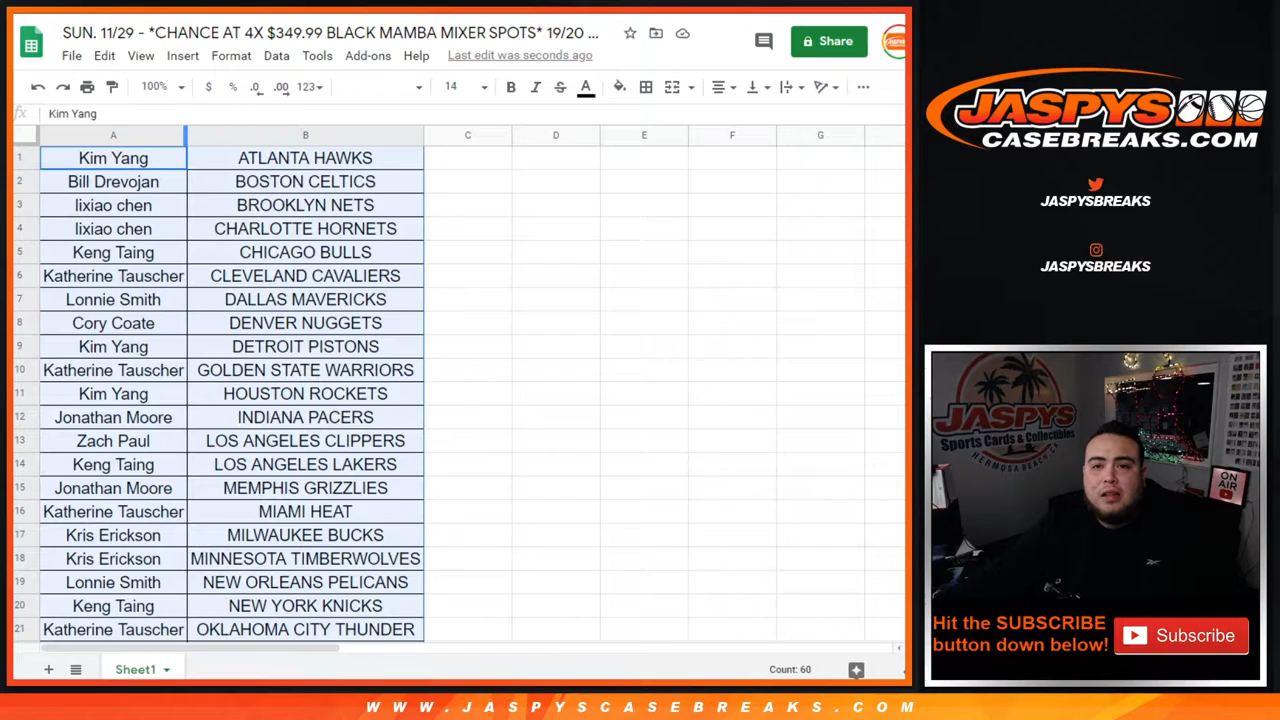 SUN. 11/29 - *CHANCE AT 4X $349.99 BLACK MAMBA MIXER SPOTS* 19/20 ...
Share
File Edit View Insert Format Data Tools Add-ons Help Last edit was seconds ago
100% $ % .0 .00 123 14 B I S A
fx Kim Yang
A B C D E F G
1 Kim Yang ATLANTA HAWKS
2 Bill Drevojan BOSTON CELTICS
3 lixiao chen BROOKLYN NETS
4 lixiao chen CHARLOTTE HORNETS
5 Keng Taing CHICAGO BULLS
6 Katherine Tauscher CLEVELAND CAVALIERS
7 Lonnie Smith DALLAS MAVERICKS
8 Cory Coate DENVER NUGGETS
9 Kim Yang DETROIT PISTONS
10 Katherine Tauscher GOLDEN STATE WARRIORS
11 Kim Yang HOUSTON ROCKETS
12 Jonathan Moore INDIANA PACERS
13 Zach Paul LOS ANGELES CLIPPERS
14 Keng Taing LOS ANGELES LAKERS
15 Jonathan Moore MEMPHIS GRIZZLIES
16 Katherine Tauscher MIAMI HEAT
17 Kris Erickson MILWAUKEE BUCKS
18 Kris Erickson MINNESOTA TIMBERWOLVES
19 Lonnie Smith NEW ORLEANS PELICANS
20 Keng Taing NEW YORK KNICKS
21 Katherine Tauscher OKLAHOMA CITY THUNDER
Sheet1
Count: 60
JASPYS
CASEBREAKS.COM
JASPYSBREAKS
JASPYSBREAKS
JASPYS
Sports Cards & Collectibles
HERMOSA BEACH CA
ON
AIR
Hit the SUBSCRIBE
button down below!
Subscribe
WWW.JASPYSCASEBREAKS.COM